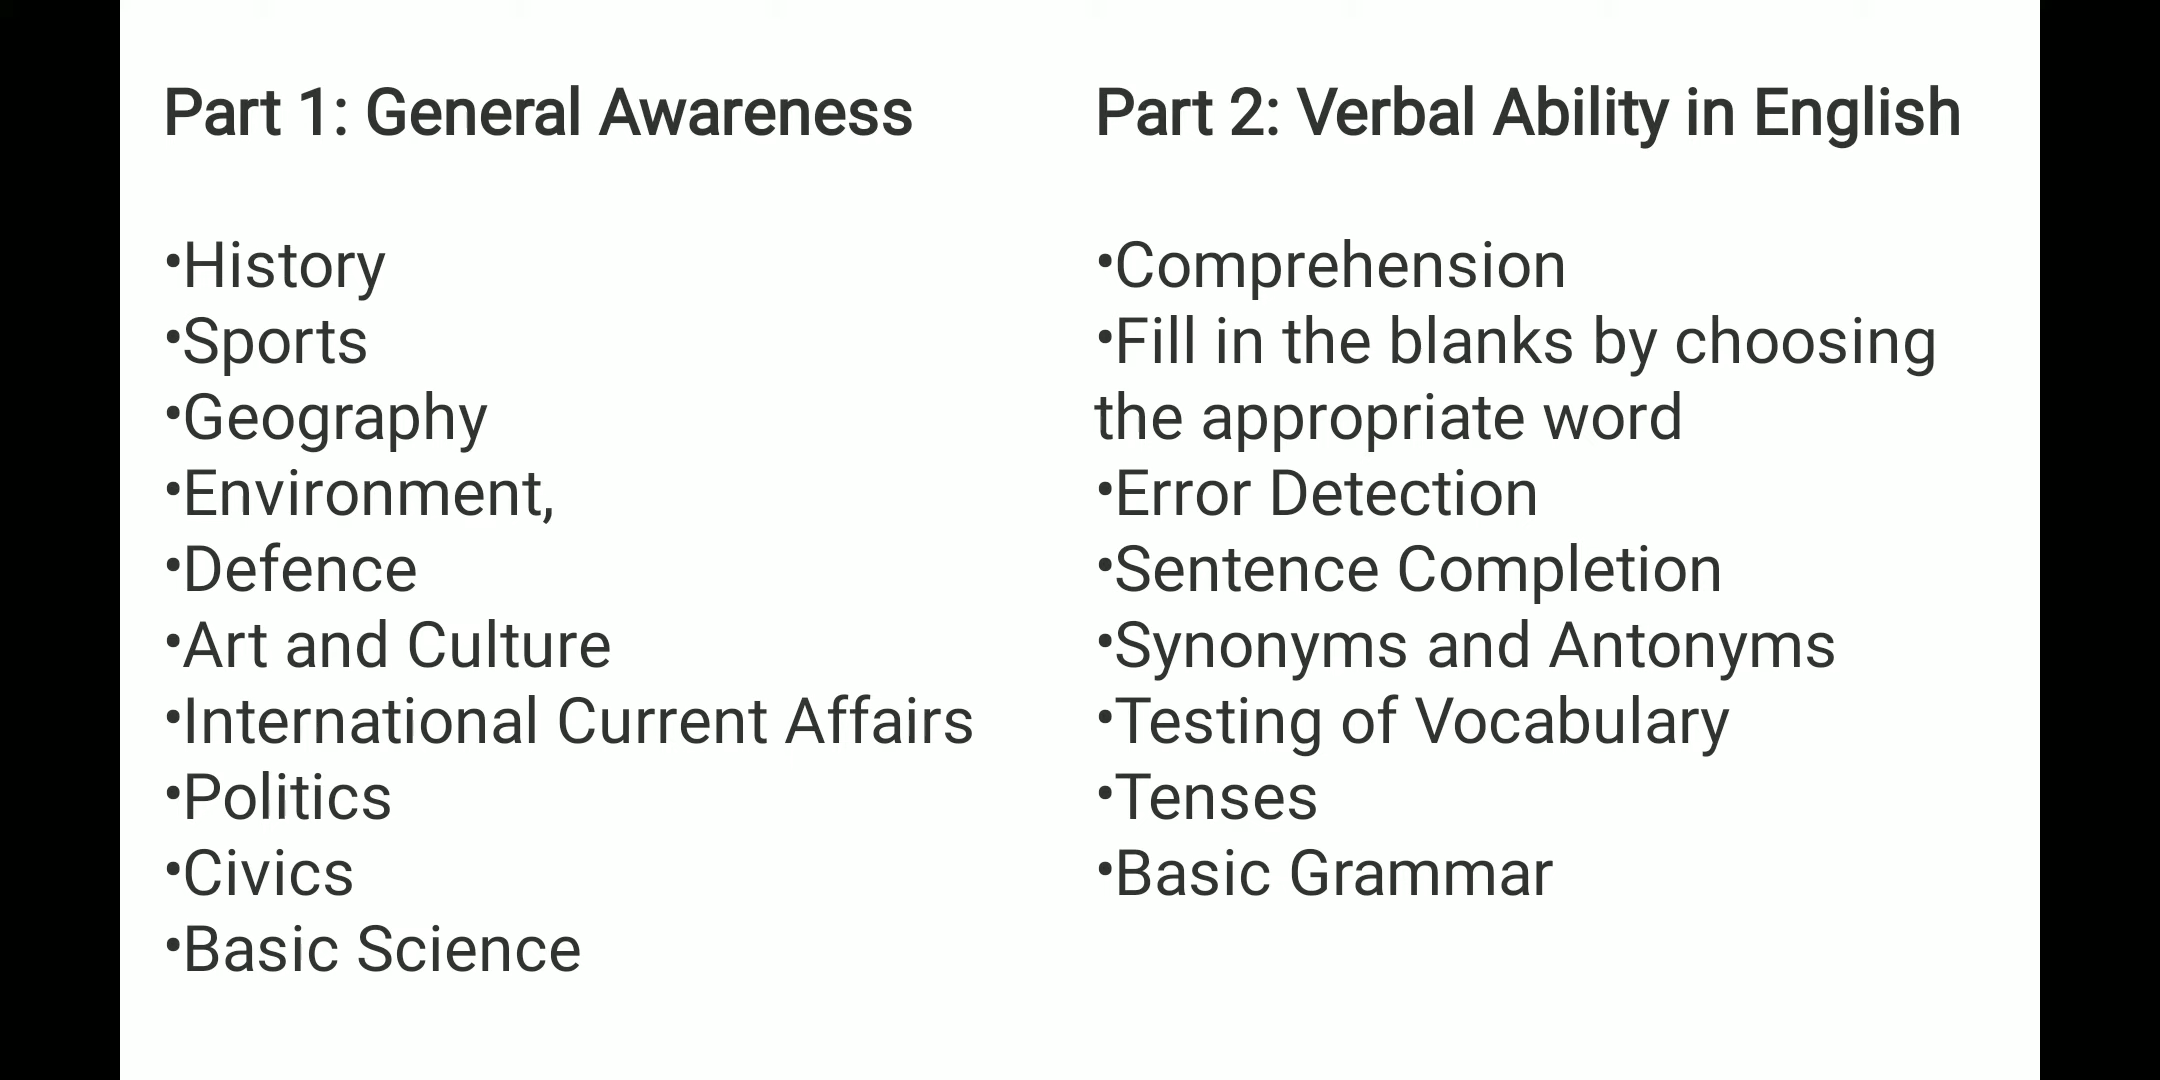 Part 1: General Awareness
•History
•Sports
•Geography
•Environment,
•Defence
•Art and Culture
•International Current Affairs
•Politics
•Civics
•Basic Science
Part 2: Verbal Ability in English
•Comprehension
•Fill in the blanks by choosing
the appropriate word
•Error Detection
•Sentence Completion
•Synonyms and Antonyms
•Testing of Vocabulary
•Tenses
•Basic Grammar